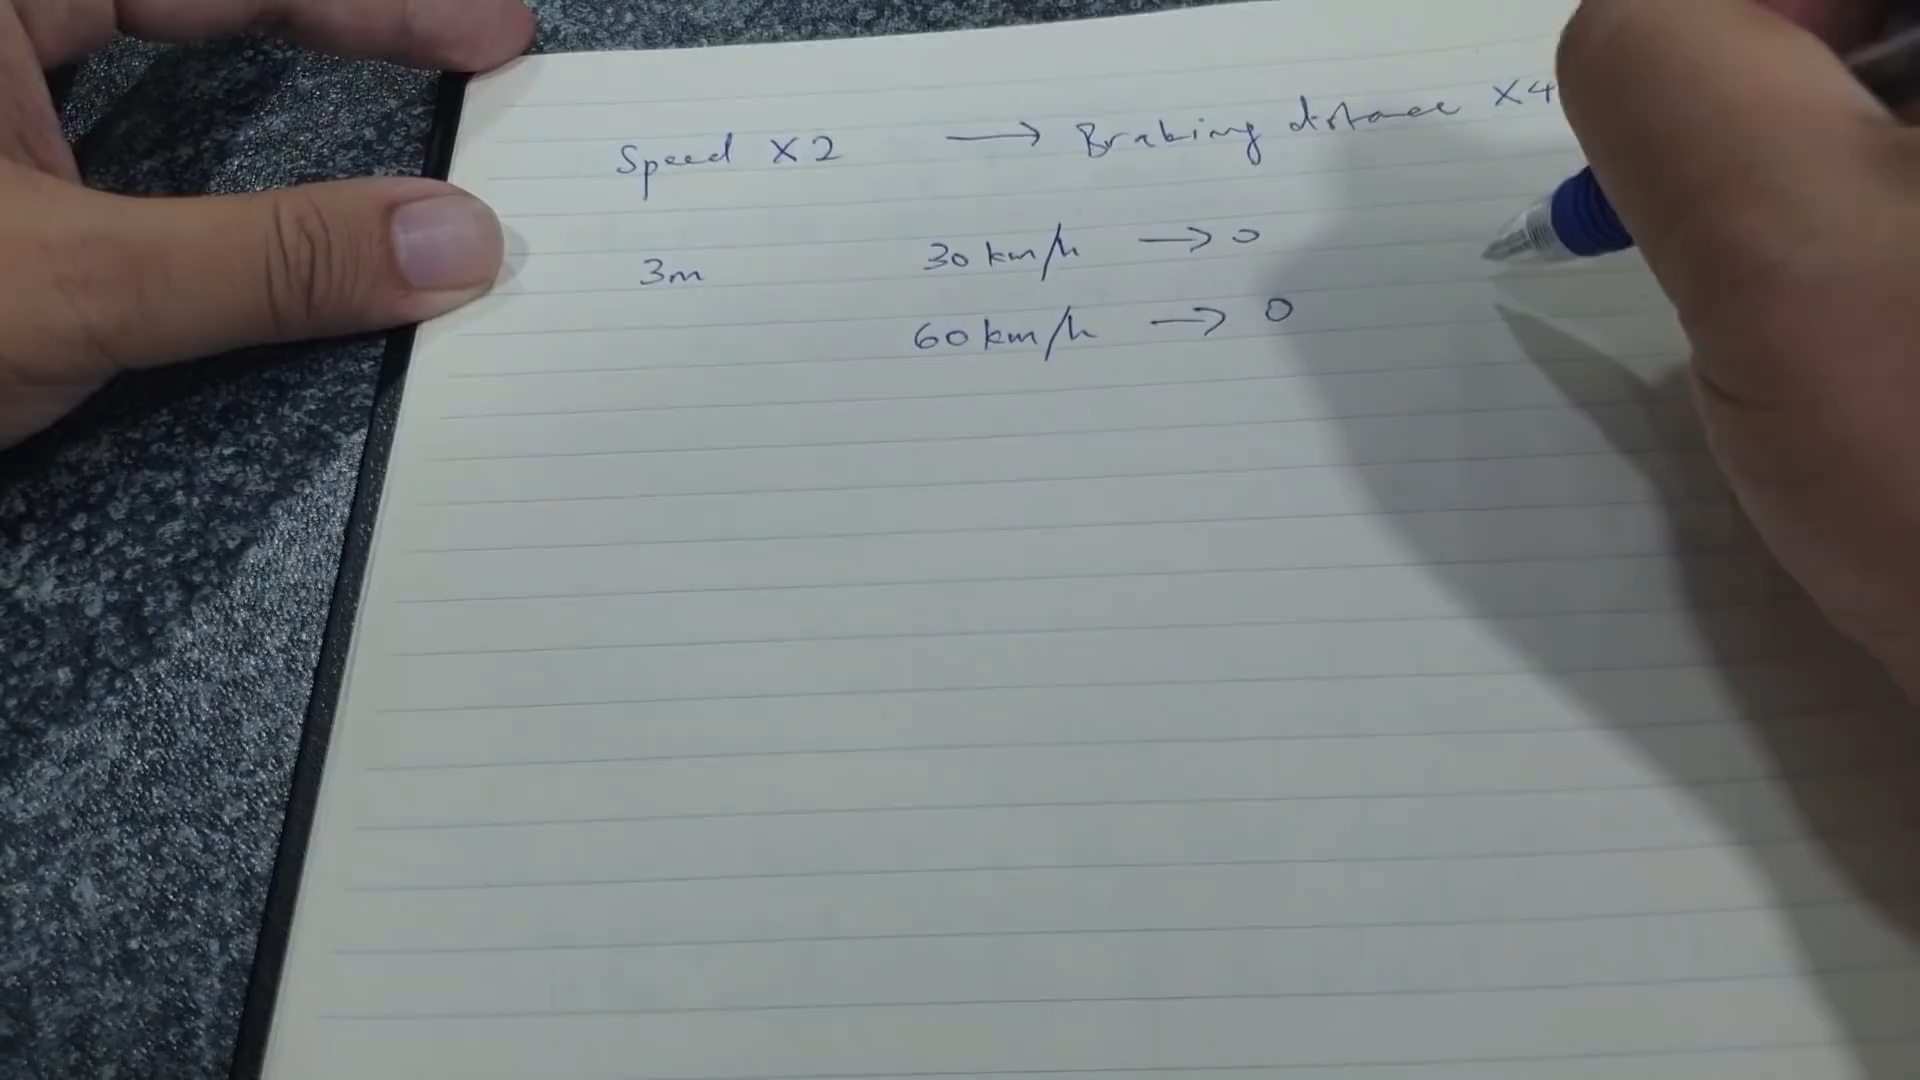 Speed X2 → Braking distance X4
3m 30 km/h → 0
60 km/h → 0